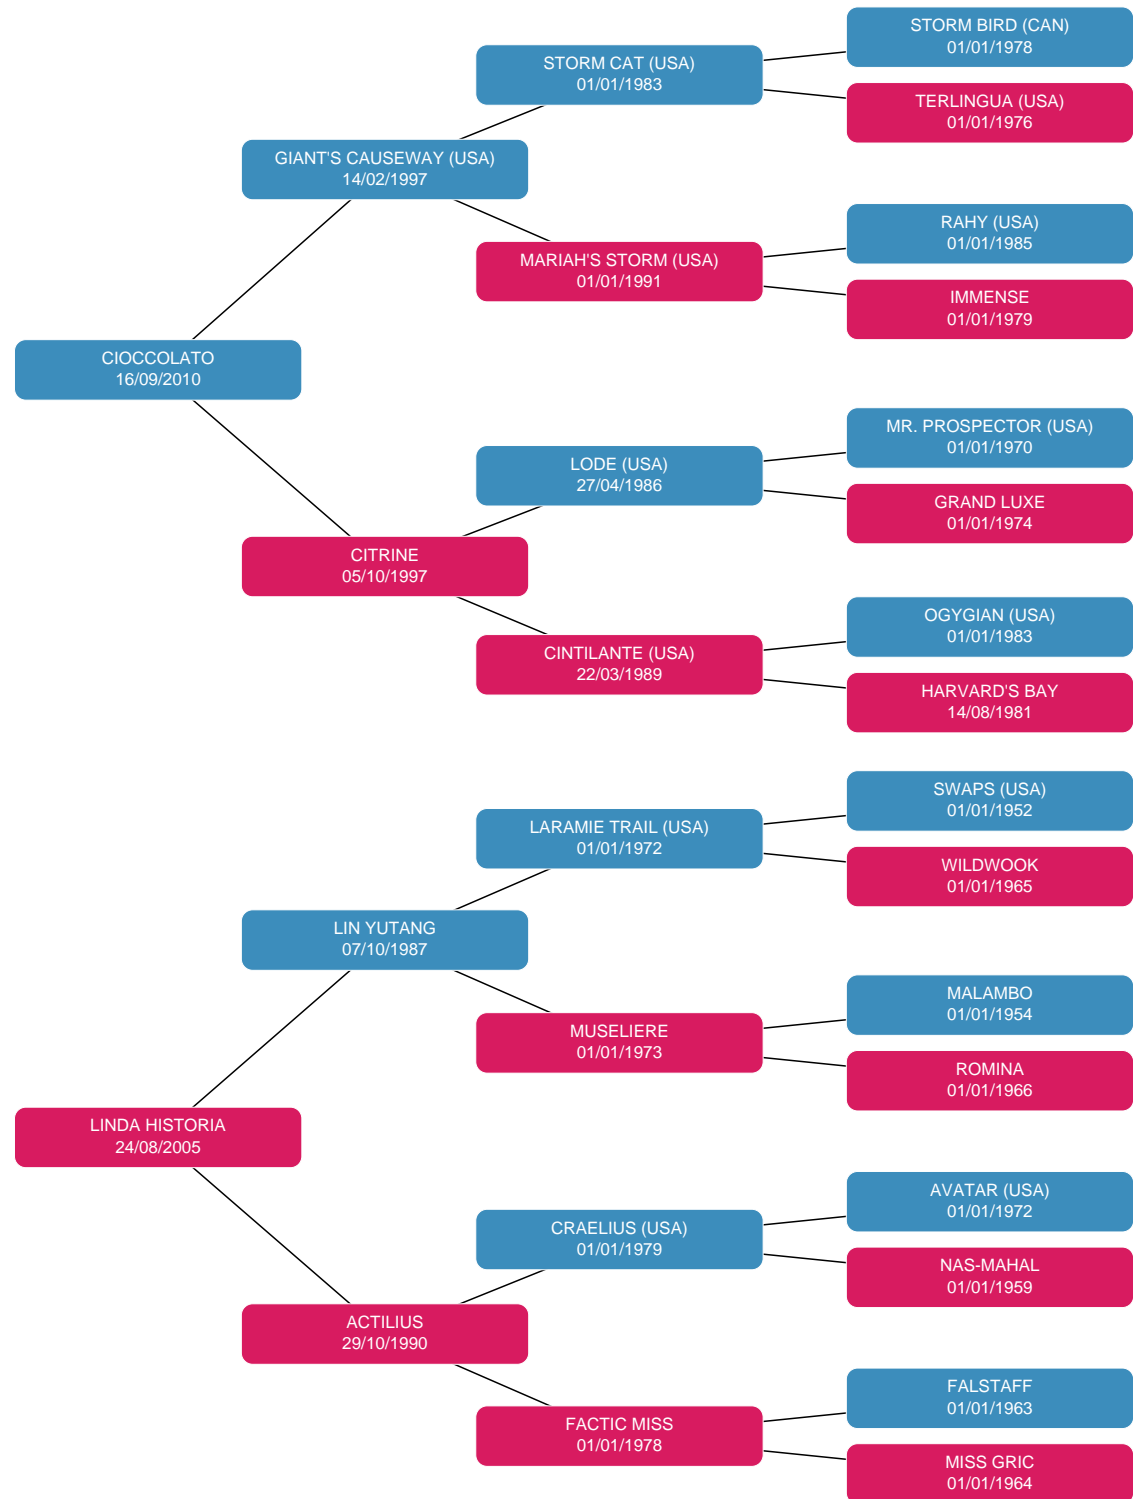 STORM BIRD (CAN)
01/01/1978
STORM CAT (USA)
01/01/1983
TERLINGUA (USA)
01/01/1976
GIANT'S CAUSEWAY (USA)
14/02/1997
RAHY (USA)
01/01/1985
MARIAH'S STORM (USA)
01/01/1991
IMMENSE
01/01/1979
CIOCCOLATO
16/09/2010
MR. PROSPECTOR (USA)
01/01/1970
LODE (USA)
27/04/1986
GRAND LUXE
01/01/1974
CITRINE
05/10/1997
OGYGIAN (USA)
01/01/1983
CINTILANTE (USA)
22/03/1989
HARVARD'S BAY
14/08/1981
SWAPS (USA)
01/01/1952
LARAMIE TRAIL (USA)
01/01/1972
WILDWOOK
01/01/1965
LIN YUTANG
07/10/1987
MALAMBO
01/01/1954
MUSELIERE
01/01/1973
ROMINA
01/01/1966
LINDA HISTORIA
24/08/2005
AVATAR (USA)
01/01/1972
CRAELIUS (USA)
01/01/1979
NAS-MAHAL
01/01/1959
ACTILIUS
29/10/1990
FALSTAFF
01/01/1963
FACTIC MISS
01/01/1978
MISS GRIC
01/01/1964